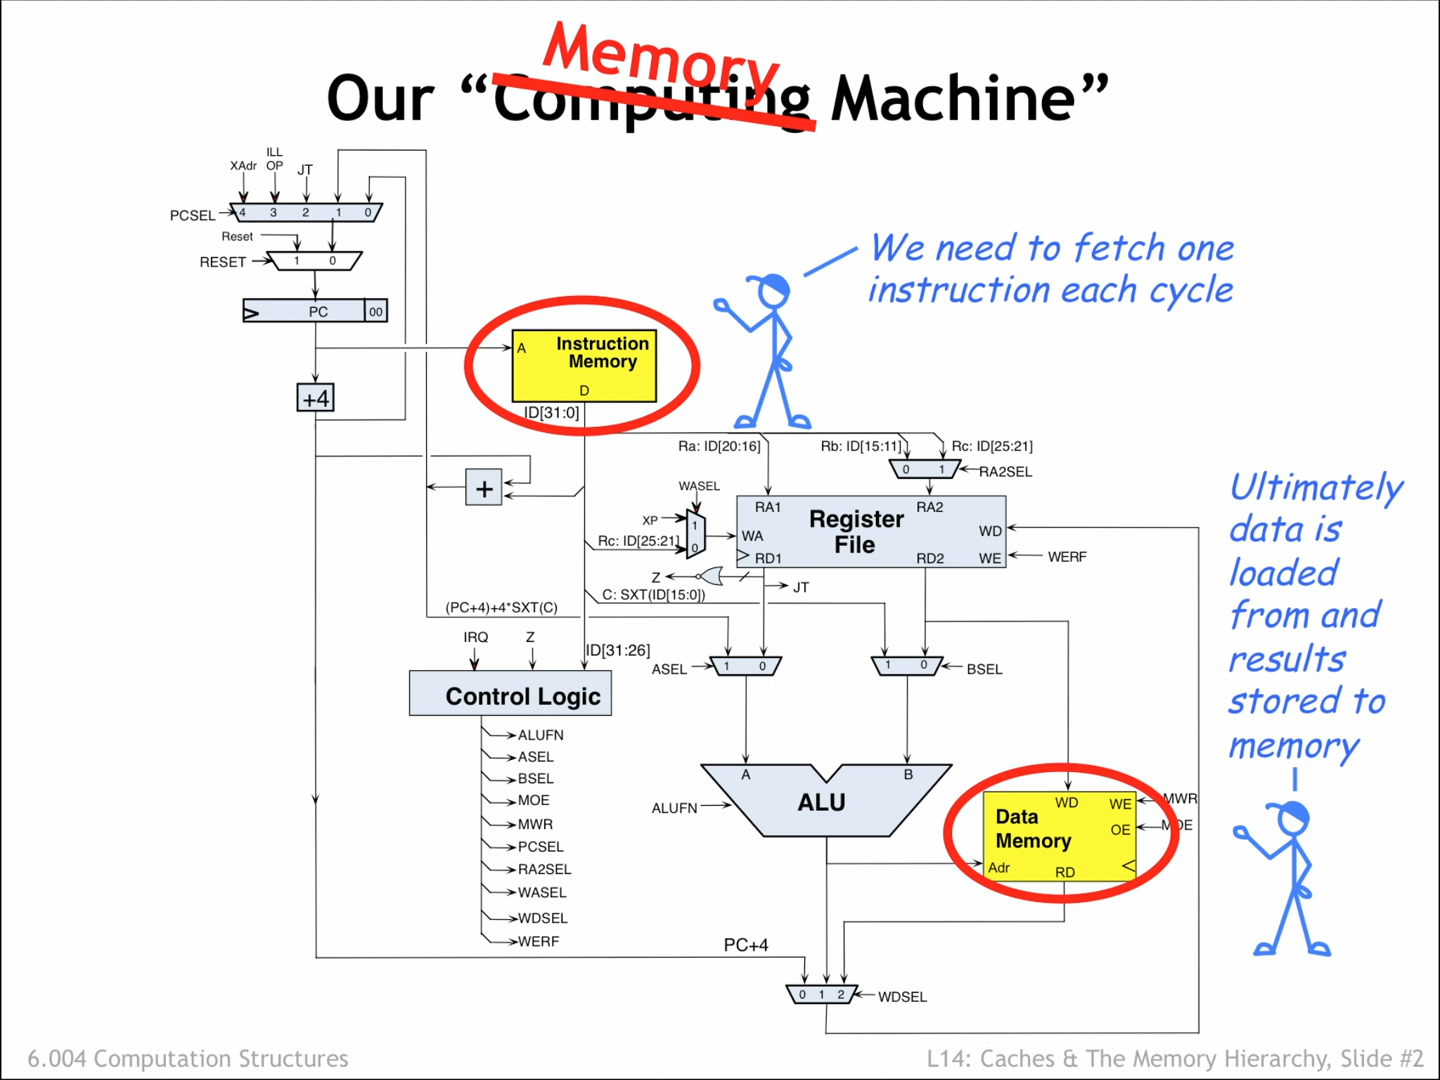 Memory
Our “Computing Machine”
XAdr
ILL
OP
JT
PCSEL
4 3 2 1 0
Reset
RESET
1 0
PC 00
+4
A Instruction
Memory
D
ID[31:0]
We need to fetch one
instruction each cycle
Ra: ID[20:16]
Rb: ID[15:11]
Rc: ID[25:21]
0 1
RA2SEL
+
WASEL
XP
1
Rc: ID[25:21]
0
RA1
RA2
Register
File
WA
WD
RD1
RD2
WE
WERF
Z
JT
C: SXT(ID[15:0])
(PC+4)+4*SXT(C)
IRQ
Z
ID[31:26]
ASEL
1 0
1 0
BSEL
Control Logic
ALUFN
ASEL
BSEL
MOE
MWR
PCSEL
RA2SEL
WASEL
WDSEL
WERF
A
B
ALU
ALUFN
WD
WE
MWR
Data
Memory
OE
MOE
Adr
RD
PC+4
0 1 2
WDSEL
Ultimately
data is
loaded
from and
results
stored to
memory
6.004 Computation Structures
L14: Caches & The Memory Hierarchy, Slide #2